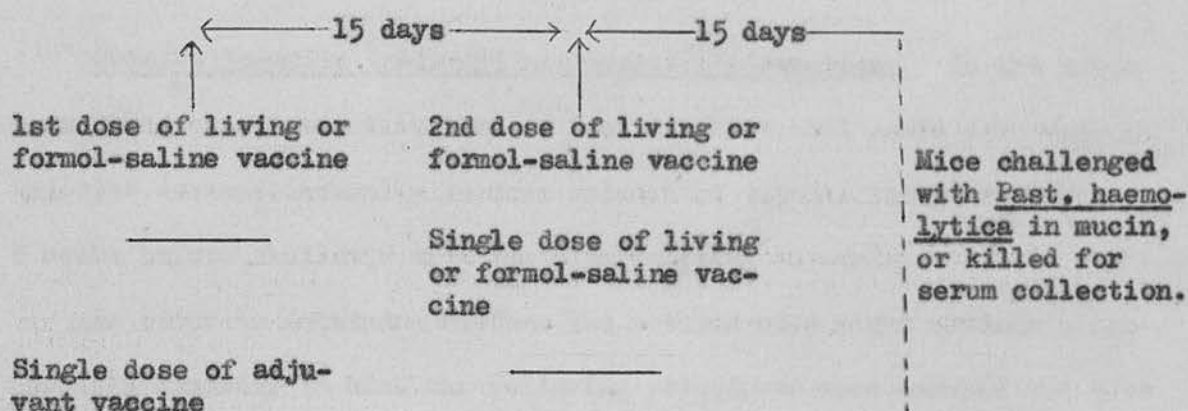 15 days 15 days
1st dose of living or
formol-saline vaccine
2nd dose of living or
formol-saline vaccine
Single dose of living
or formol-saline vac-
cine
Single dose of adju-
vant vaccine
Mice challenged
with Past. haemo-
lytica in mucin,
or killed for
serum collection.